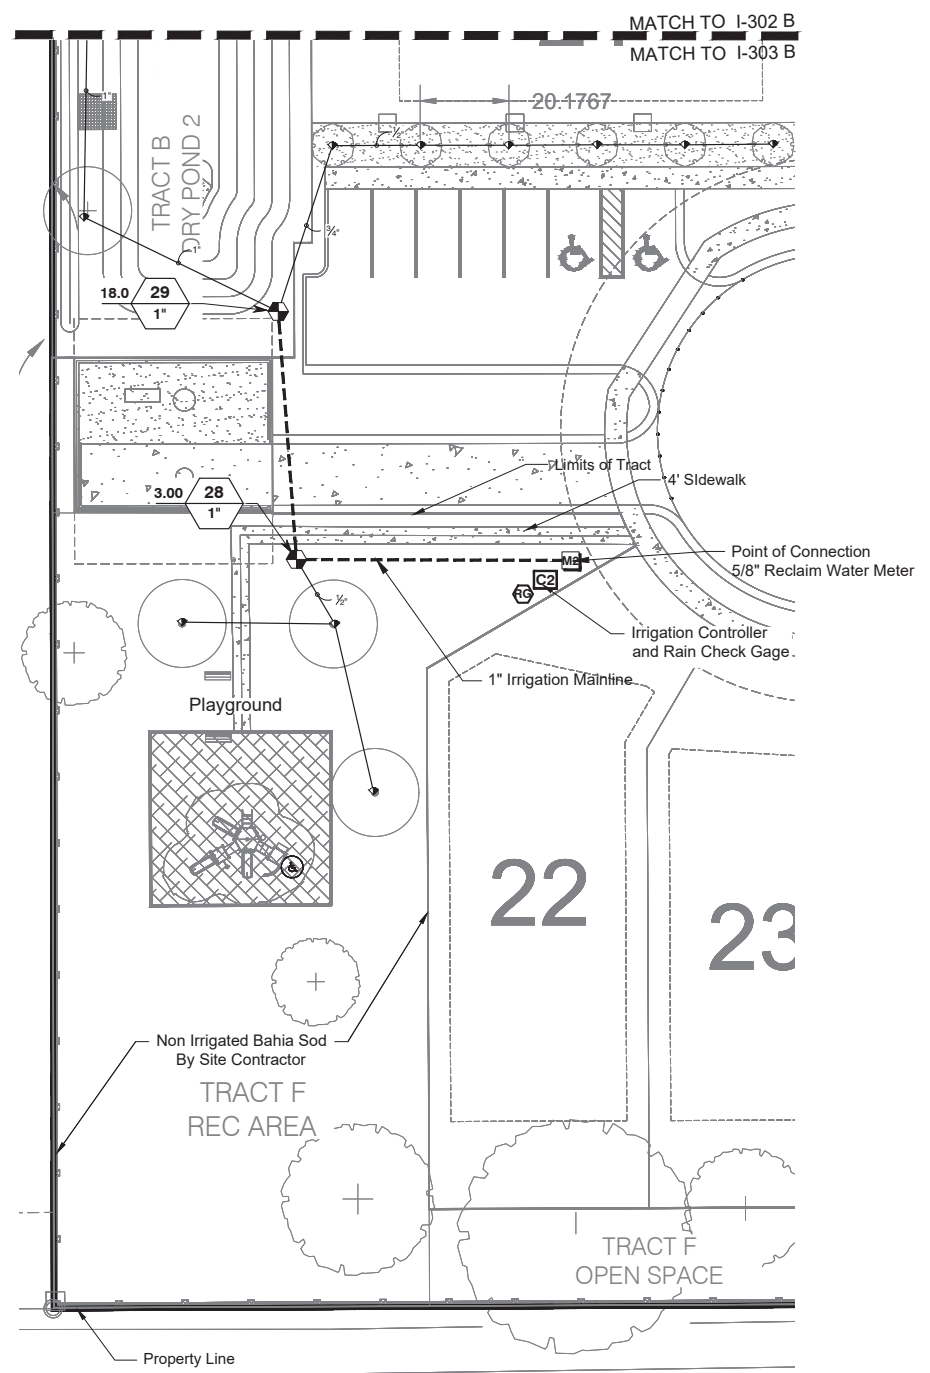 MATCH TO I-302 B
MATCH TO I-303 B
1"
20.1767
1/2"
TRACT B
DRY POND 2
3/4"
1"
18.0
29
1"
Limits of Tract
4' SIdewalk
3.00
28
1"
M2
Point of Connection
5/8" Reclaim Water Meter
C2
RG
1/2"
Irrigation Controller
and Rain Check Gage
1" Irrigation Mainline
Playground
22
23
Non Irrigated Bahia Sod
By Site Contractor
TRACT F
REC AREA
TRACT F
OPEN SPACE
Property Line